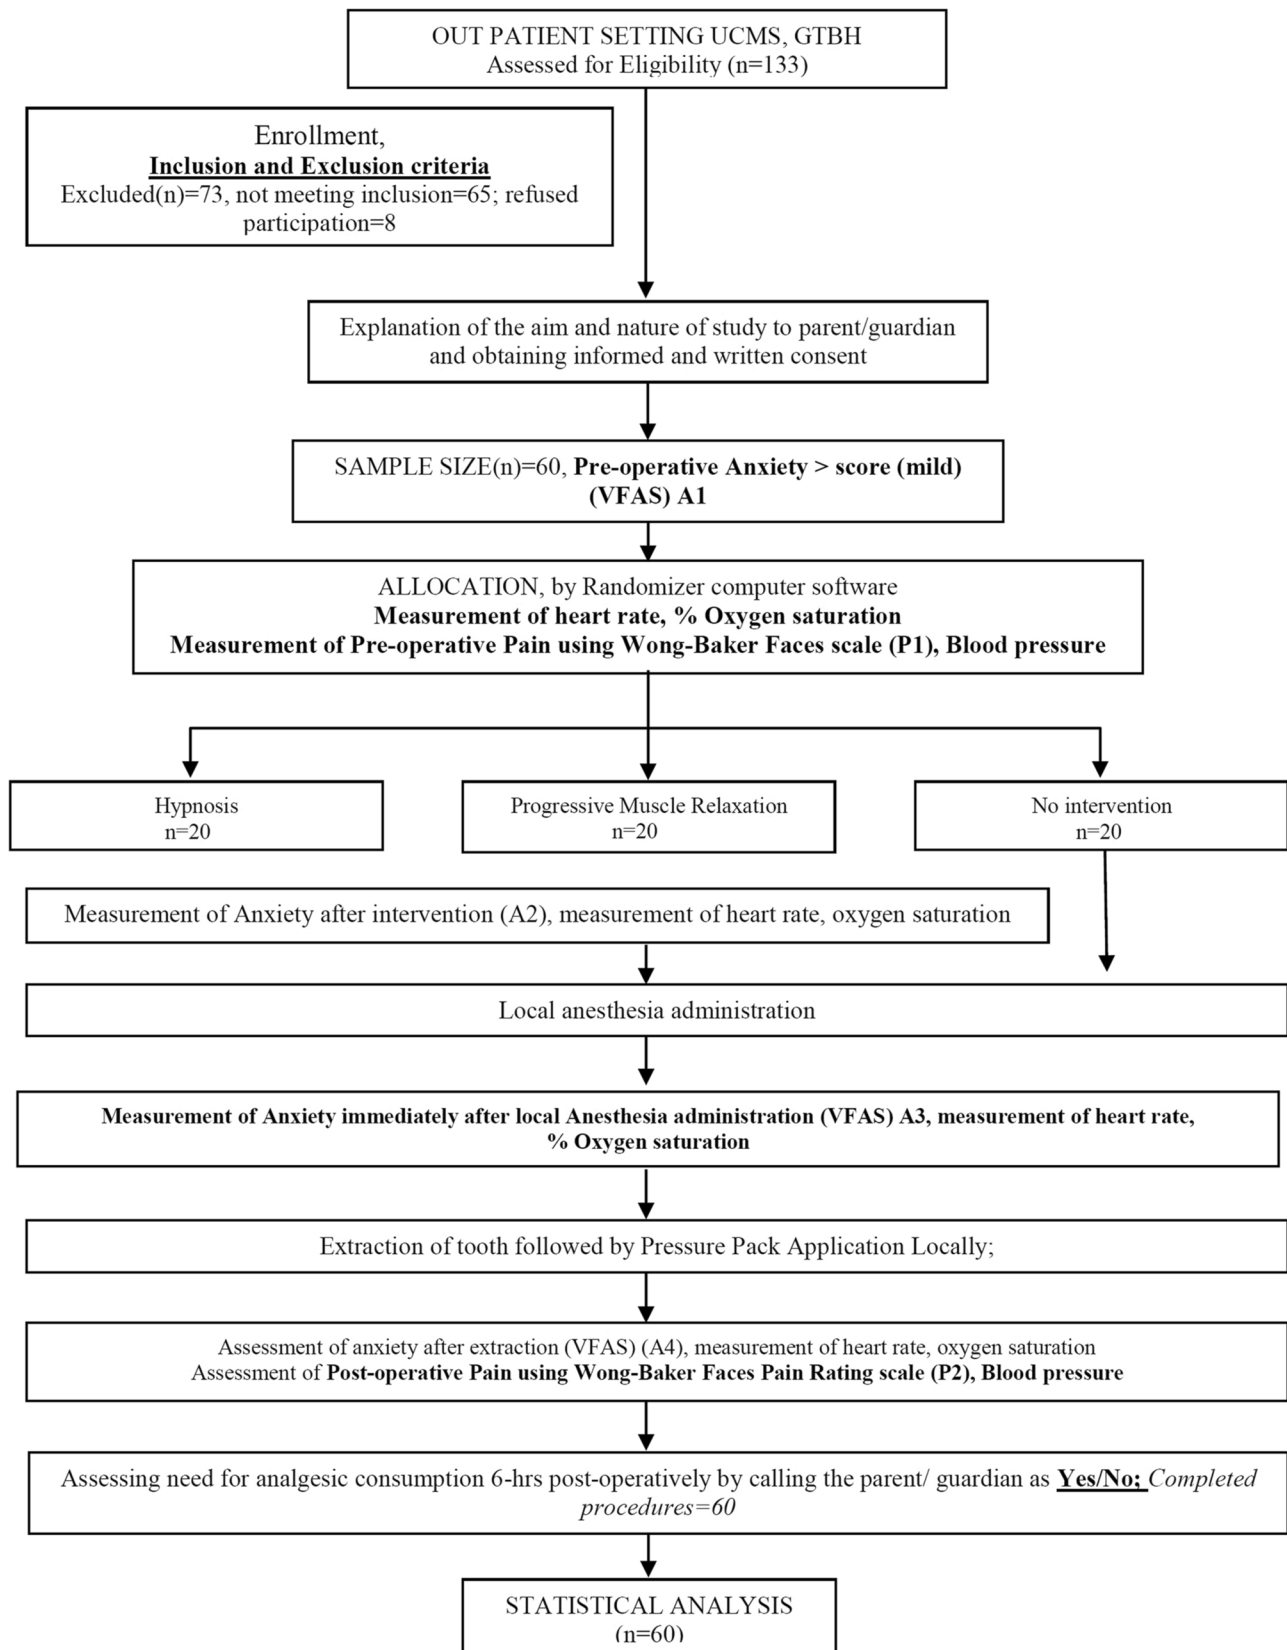 OUT PATIENT SETTING UCMS, GTBH
Assessed for Eligibility (n=133)
Enrollment,
Inclusion and Exclusion criteria
Excluded(n)=73, not meeting inclusion=65; refused
participation=8
Explanation of the aim and nature of study to parent/guardian
and obtaining informed and written consent
SAMPLE SIZE(n)=60, Pre-operative Anxiety > score (mild)
(VFAS) A1
ALLOCATION, by Randomizer computer software
Measurement of heart rate, % Oxygen saturation
Measurement of Pre-operative Pain using Wong-Baker Faces scale (P1), Blood pressure
Hypnosis
n=20
Progressive Muscle Relaxation
n=20
No intervention
n=20
Measurement of Anxiety after intervention (A2), measurement of heart rate, oxygen saturation
Local anesthesia administration
Measurement of Anxiety immediately after local Anesthesia administration (VFAS) A3, measurement of heart rate,
% Oxygen saturation
Extraction of tooth followed by Pressure Pack Application Locally;
Assessment of anxiety after extraction (VFAS) (A4), measurement of heart rate, oxygen saturation
Assessment of Post-operative Pain using Wong-Baker Faces Pain Rating scale (P2), Blood pressure
Assessing need for analgesic consumption 6-hrs post-operatively by calling the parent/ guardian as Yes/No; Completed
procedures=60
STATISTICAL ANALYSIS
(n=60)